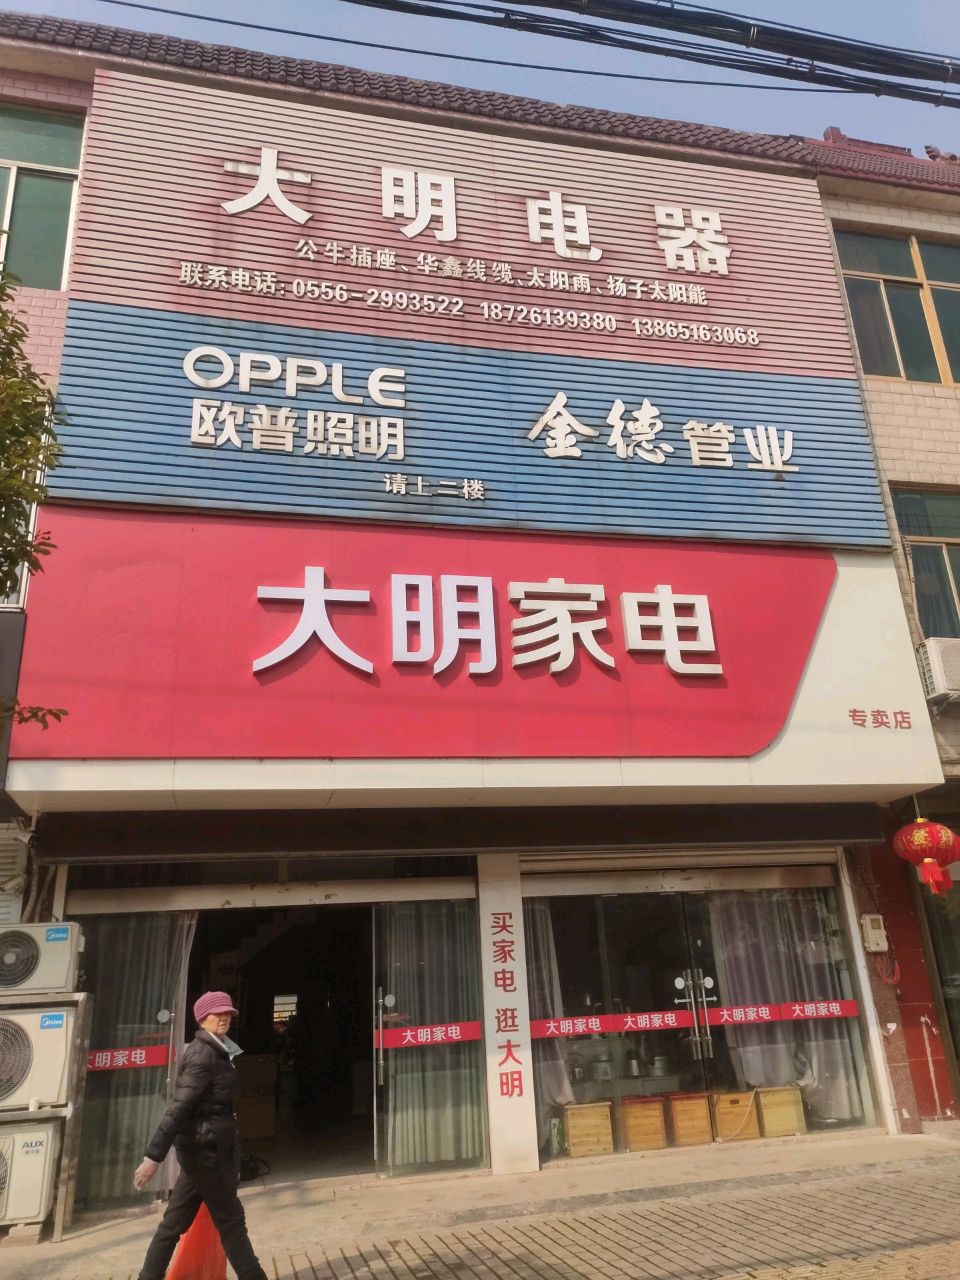 大明电器
公牛插座、华鑫线缆、太阳雨、扬子太阳能
联系电话:0556-2993522 18726139380 13865163068
OPPLE
欧普照明
金德管业
请上二楼
大明家电
专卖店
买家电 逛大明
大明家电
大明家电
大明家电
大明家电
大明家电
大明家电
Midea
Midea
AUX